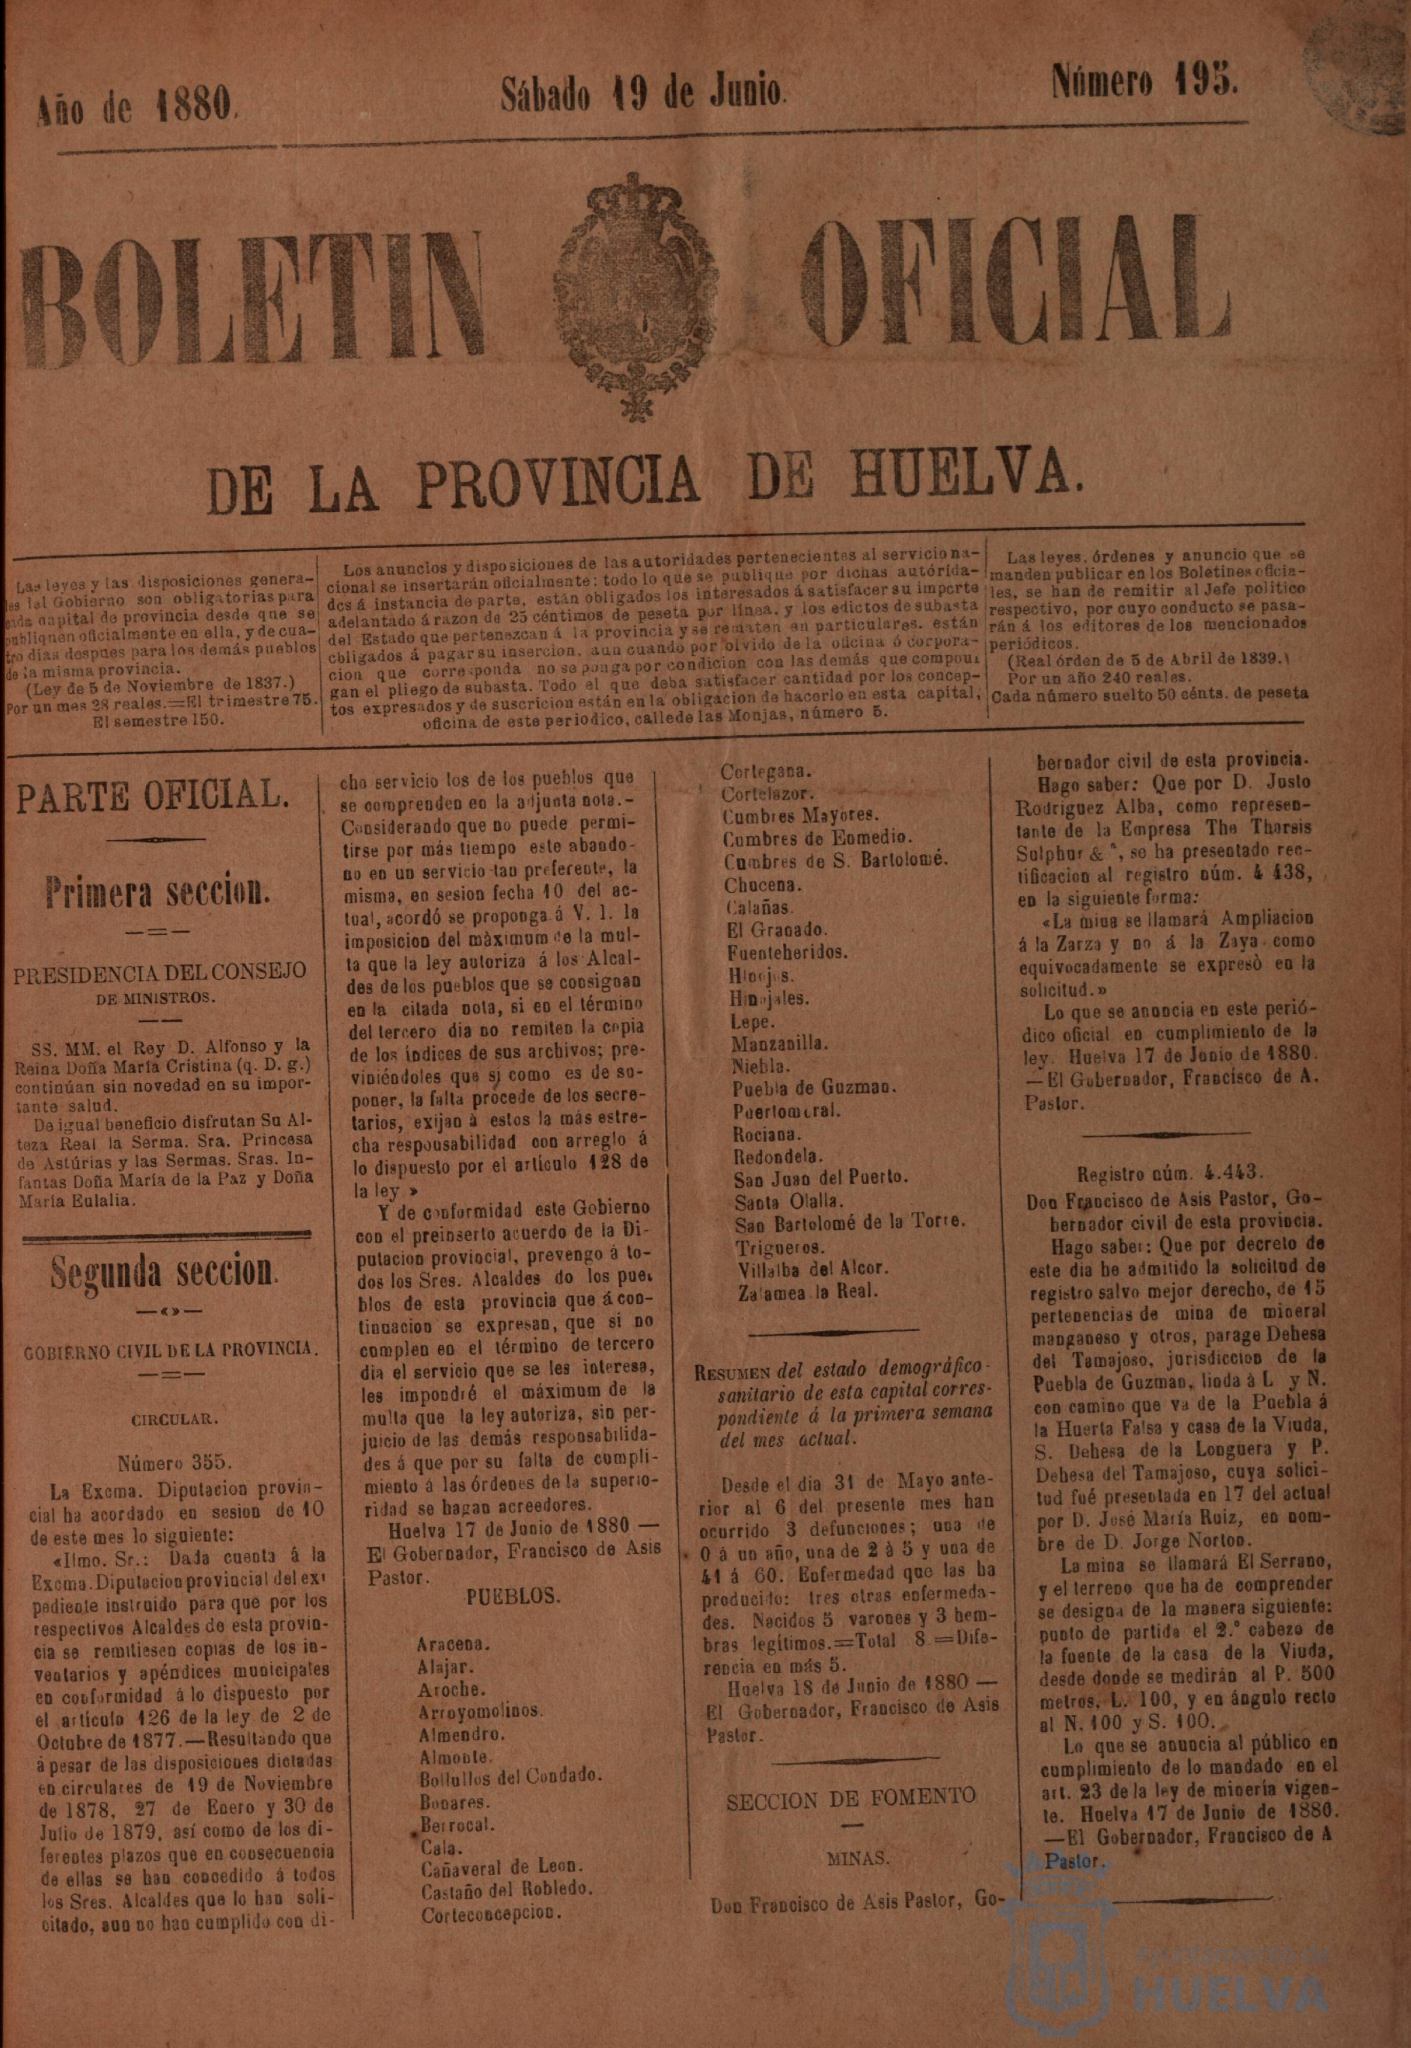 Año de 1880.
Sábado 19 de Junio.
Número 195.
BOLETIN OFICIAL
DE LA PROVINCIA DE HUELVA.
Las leyes y las disposiciones genera-
les del Gobierno son obligatorias para
cada capital de provincia desde que se
publiquen oficialmente en ella, y de cua-
tro dias despues para los demás pueblos
de la misma provincia.
(Ley de 5 de Noviembre de 1837.)
Por un mes 28 reales.=El trimestre 75.
El semestre 150.
Los anuncios y disposiciones de las autoridades pertenecientes al servicio na-
cional se insertarán oficialmente: todo lo que se publique por dichas autorida-
des á instancia de parte, están obligados los interesados á satisfacer su importe
adelantado á razon de 25 céntimos de peseta por línea, y los edictos de subasta
del Estado que pertenezcan á la provincia y se rematen en particulares, están
obligados á pagar su insercion, aun cuando por olvido de la oficina ó corpora-
cion que corresponda no se ponga por condicion con las demás que compon
gan el pliego de subasta. Todo el que deba satisfacer cantidad por los concep-
tos expresados y de suscricion están en la obligacion de hacerlo en esta capital,
oficina de este periodico, calle de las Monjas, número 5.
Las leyes, órdenes y anuncio que se
manden publicar en los Boletines oficia-
les, se han de remitir al Jefe político
respectivo, por cuyo conducto se pasa-
rán á los editores de los mencionados
periódicos.
(Real órden de 5 de Abril de 1839.)
Por un año 240 reales.
Cada número suelto 50 cénts. de peseta
PARTE OFICIAL.
Primera seccion.
PRESIDENCIA DEL CONSEJO
DE MINISTROS.
SS. MM. el Rey D. Alfonso y la
Reina Doña María Cristina (q. D. g.)
continúan sin novedad en su impor-
tante salud.
De igual beneficio disfrutan Su Al-
teza Real la Serma. Sra. Princesa
de Astúrias y las Sermas. Sras. In-
fantas Doña María de la Paz y Doña
María Eulalia.
Segunda seccion.
—«»—
GOBIERNO CIVIL DE LA PROVINCIA.
CIRCULAR.
Número 355.
La Excma. Diputacion provin-
cial ha acordado en sesion de 10
de este mes lo siguiente:
«Ilmo. Sr.: Dada cuenta á la
Excma. Diputacion provincial del ex
pediente instruido para que por los
respectivos Alcaldes de esta provin-
cia se remitiesen copias de los in-
ventarios y apéndices municipales
en conformidad á lo dispuesto por
el artículo 126 de la ley de 2 de
Octubre de 1877.—Resultando que
á pesar de las disposiciones dictadas
en circulares de 19 de Noviembre
de 1878, 27 de Enero y 30 de
Julio de 1879, así como de los di-
ferentes plazos que en consecuencia
de ellas se han concedido á todos
los Sres. Alcaldes que lo han soli-
citado, aun no han cumplido con di-
cho servicio los de los pueblos que
se comprenden en la adjunta nota.-
Considerando que no puede permi-
tirse por más tiempo este abando-
no en un servicio tan preferente, la
misma, en sesion fecha 10 del ac-
tual, acordó se proponga á V. I. la
imposicion del màximum de la mul-
ta que la ley autoriza á los Alcal-
des de los pueblos que se consignan
en la citada nota, si en el término
del tercero dia no remiten la copia
de los índices de sus archivos; pre-
viniéndoles que si como es de su-
poner, la falta procede de los secre-
tarios, exijan à estos la más estre-
cha responsabilidad con arreglo á
lo dispuesto por el artículo 128 de
la ley.»
Y de conformidad este Gobierno
con el preinserto acuerdo de la Di-
putacion provincial, prevengo á to-
dos los Sres. Alcaldes de los pue
blos de esta provincia que á con-
tinuacion se expresan, que si no
cumplen en el término de tercero
dia el servicio que se les interesa,
les impondré el máximum de la
multa que la ley autoriza, sin per-
juicio de las demás responsabilida-
des á que por su falta de cumpli-
miento á las órdenes de la superio-
ridad se hagan acreedores.
Huelva 17 de Junio de 1880 —
El Gobernador, Francisco de Asis
Pastor.
PUEBLOS.
Aracena.
Alajar.
Aroche.
Arroyomolinos.
Almendro.
Almonte.
Bollullos del Condado.
Bonares.
Berrocal.
Cala.
Cañaveral de Leon.
Castaño del Robledo.
Corteconcepcion.
Cortegana.
Cortelazor.
Cumbres Mayores.
Cumbres de Enmedio.
Cumbres de S. Bartolomé.
Chucena.
Calañas.
El Granado.
Fuenteheridos.
Hinojos.
Hinojales.
Lepe.
Manzanilla.
Niebla.
Puebla de Guzman.
Puertomoral.
Rociana.
Redondela.
San Juan del Puerto.
Santa Olalla.
San Bartolomé de la Torre.
Trigueros.
Villalba del Alcor.
Zalamea la Real.
RESUMEN del estado demográfico-
sanitario de esta capital corres-
pondiente á la primera semana
del mes actual.
Desde el dia 31 de Mayo ante-
rior al 6 del presente mes han
ocurrido 3 defunciones; una de
0 á un año, una de 2 à 5 y una de
41 á 60. Enfermedad que las ha
producido: tres otras enfermeda-
des. Nacidos 5 varones y 3 hem-
bras legítimos.=Total 8.=Dife-
rencia en más 5.
Huelva 18 de Junio de 1880 —
El Gobernador, Francisco de Asis
Pastor.
SECCION DE FOMENTO
MINAS.
Don Francisco de Asis Pastor, Go-
bernador civil de esta provincia.
Hago saber: Que por D. Justo
Rodriguez Alba, como represen-
tante de la Empresa The Tharsis
Sulphur & ª, se ha presentado rec-
tificacion al registro núm. 4 438,
en la siguiente forma:
«La mina se llamará Ampliacion
á la Zarza y no á la Zaya como
equivocadamente se expresò en la
solicitud.»
Lo que se anuncia en este perió-
dico oficial en cumplimiento de la
ley. Huelva 17 de Junio de 1880.
—El Gobernador, Francisco de A.
Pastor.
Registro núm. 4.443.
Don Francisco de Asis Pastor, Go-
bernador civil de esta provincia.
Hago saber: Que por decreto de
este dia he admitido la solicitud de
registro salvo mejor derecho, de 15
pertenencias de mina de mineral
manganeso y otros, parage Dehesa
del Tamajoso, jurisdiccion de la
Puebla de Guzman, linda à L y N.
con camino que va de la Puebla á
la Huerta Falsa y casa de la Viuda,
S. Dehesa de la Longuera y P.
Dehesa del Tamajoso, cuya solici-
tud fué presentada en 17 del actual
por D. José María Ruiz, en nom-
bre de D. Jorge Norton.
La mina se llamará El Serrano,
y el terreno que ha de comprender
se designa de la manera siguiente:
punto de partida el 2.º cabezo de
la fuente de la casa de la Viuda,
desde donde se medirán al P. 500
metros, L. 100, y en ángulo recto
al N. 100 y S. 100.
Lo que se anuncia al público en
cumplimiento de lo mandado en el
art. 23 de la ley de minería vigen-
te. Huelva 17 de Junio de 1880.
—El Gobernador, Francisco de A
Pastor.
Ayuntamiento de
HUELVA